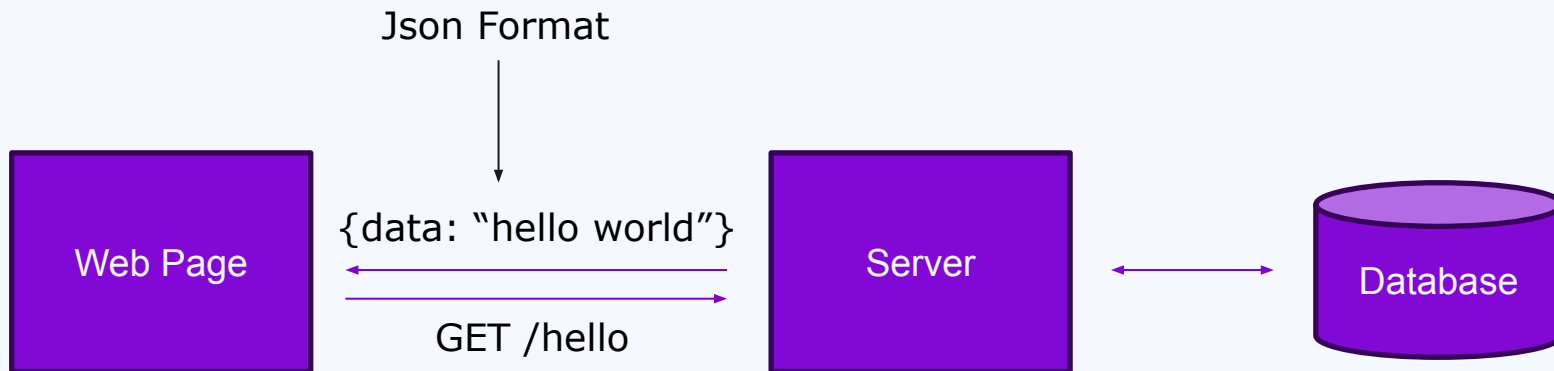 Json Format
{data: “hello world”}
Web Page
Server
Database
GET /hello